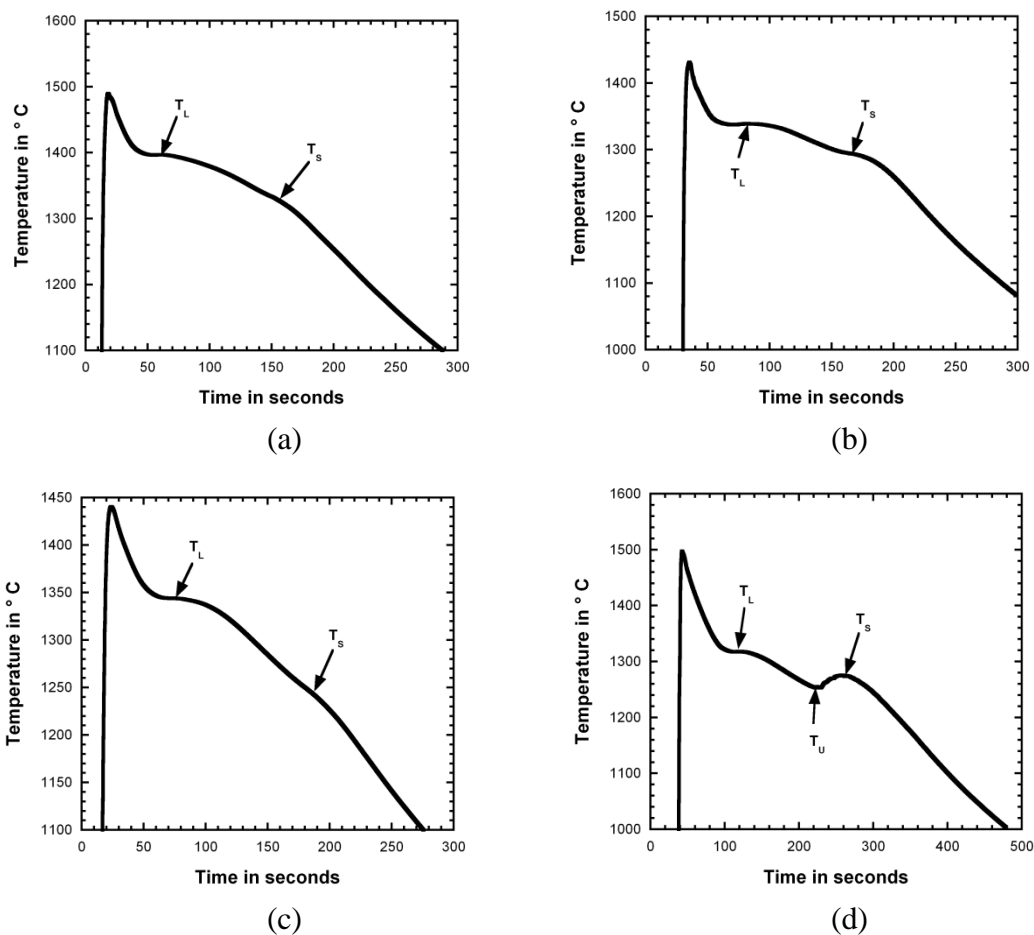 1600
1500
1400
1300
1200
1100
0 50 100 150 200 250 300
Temperature in ° C
Time in seconds
T_L
T_S
(a)
1500
1400
1300
1200
1100
1000
0 50 100 150 200 250 300
Temperature in ° C
Time in seconds
T_L
T_S
(b)
1450
1400
1350
1300
1250
1200
1150
1100
0 50 100 150 200 250 300
Temperature in ° C
Time in seconds
T_L
T_S
(c)
1600
1500
1400
1300
1200
1100
1000
0 100 200 300 400 500
Temperature in ° C
Time in seconds
T_L
T_S
T_U
(d)